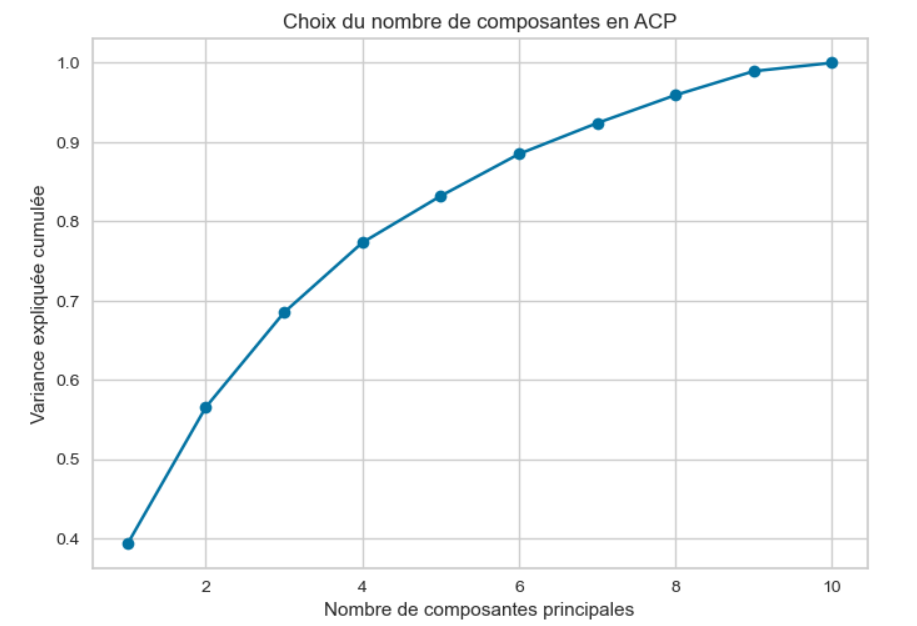 Choix du nombre de composantes en ACP
1.0
0.9
0.8
0.7
0.6
0.5
0.4
Variance expliquée cumulée
2 4 6 8 10
Nombre de composantes principales